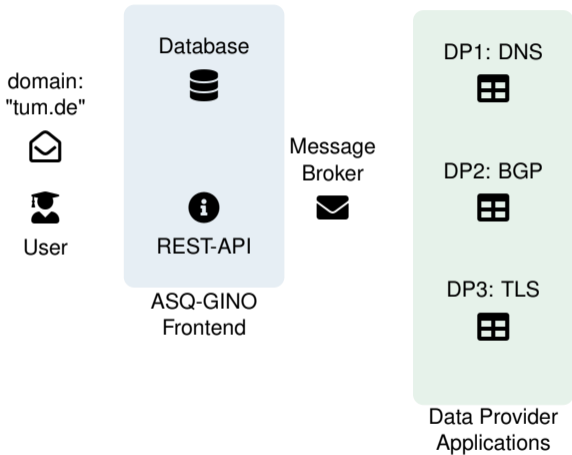 domain:
"tum.de"
User
Database
REST-API
ASQ-GINO
Frontend
Message
Broker
DP1: DNS
DP2: BGP
DP3: TLS
Data Provider
Applications